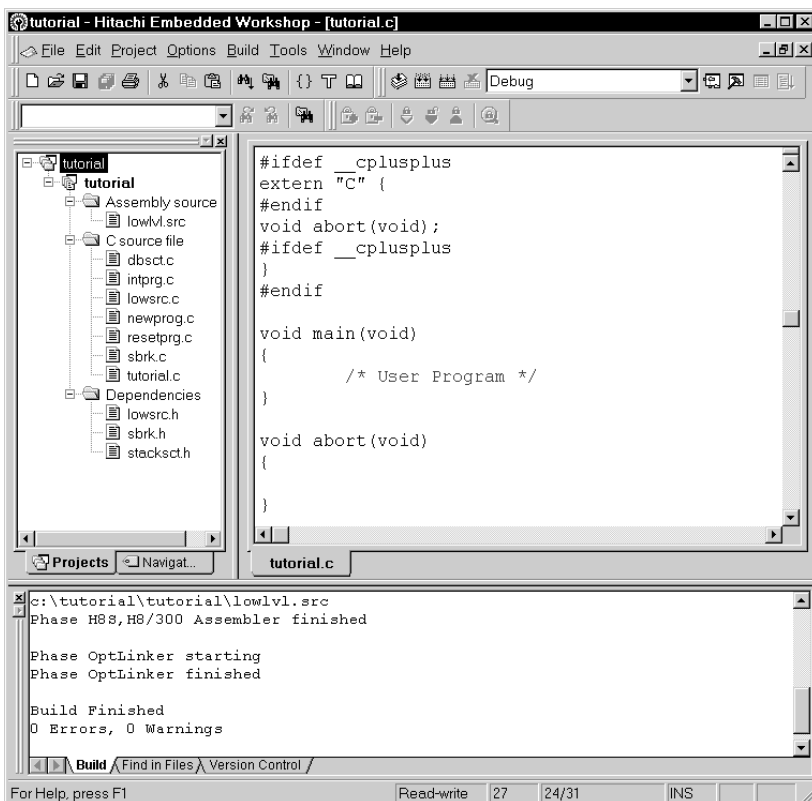 tutorial - Hitachi Embedded Workshop - [tutorial.c]
File Edit Project Options Build Tools Window Help
Debug
tutorial
tutorial
Assembly source
lowlvl.src
C source file
dbsct.c
intprg.c
lowsrc.c
newprog.c
resetprg.c
sbrk.c
tutorial.c
Dependencies
lowsrc.h
sbrk.h
stacksct.h
Projects Navigat...
#ifdef __cplusplus
extern "C" {
#endif
void abort(void);
#ifdef __cplusplus
}
#endif
void main(void)
{
/* User Program */
}
void abort(void)
{
}
tutorial.c
c:\tutorial\tutorial\lowlvl.src
Phase H8S,H8/300 Assembler finished
Phase OptLinker starting
Phase OptLinker finished
Build Finished
0 Errors, 0 Warnings
Build Find in Files Version Control
For Help, press F1 Read-write 27 24/31 INS